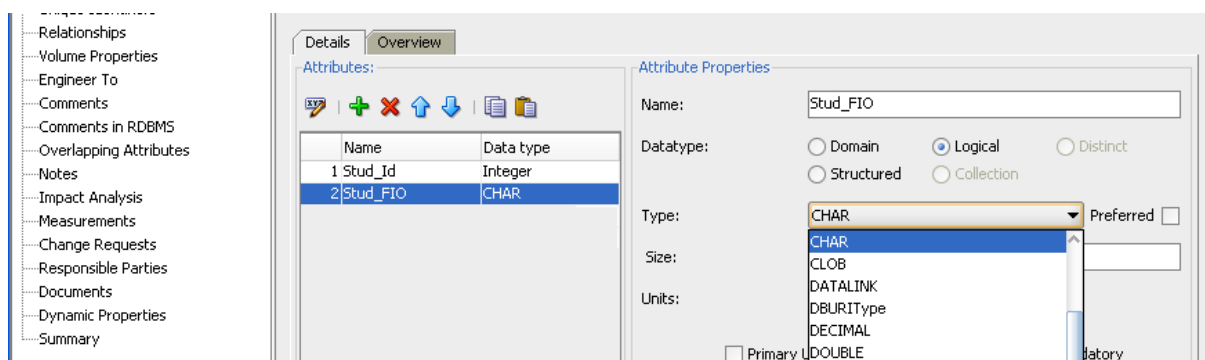 Relationships
Volume Properties
Engineer To
Comments
Comments in RDBMS
Overlapping Attributes
Notes
Impact Analysis
Measurements
Change Requests
Responsible Parties
Documents
Dynamic Properties
Summary
Details Overview
Attributes:
Name Data type
1 Stud_Id Integer
2 Stud_FIO CHAR
Attribute Properties
Name: Stud_FIO
Datatype: Domain Logical Distinct
Structured Collection
Type: CHAR Preferred
CHAR
Size:
CLOB
DATALINK
Units:
DBURIType
DECIMAL
Primary DOUBLE